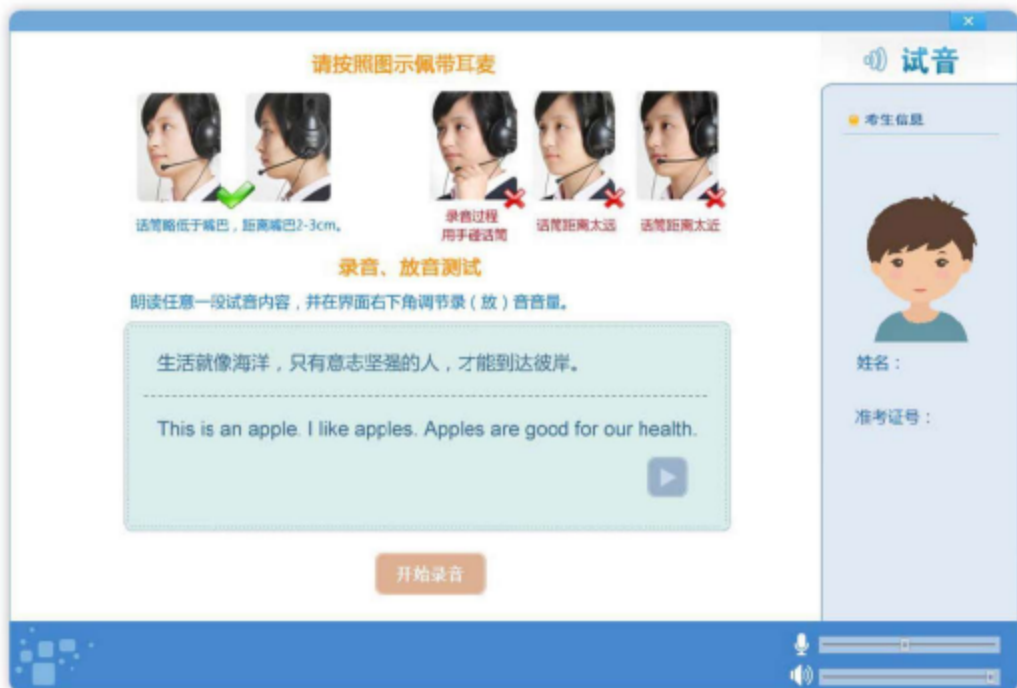 试音
请按照图示佩带耳麦
话筒略低于嘴巴，距离嘴巴2-3cm。
录音过程
用手碰话筒
话筒距离太远
话筒距离太近
录音、放音测试
朗读任意一段试音内容，并在界面右下角调节录（放）音音量。
生活就像海洋，只有意志坚强的人，才能到达彼岸。
This is an apple. I like apples. Apples are good for our health.
开始录音
考生信息
姓名：
准考证号：